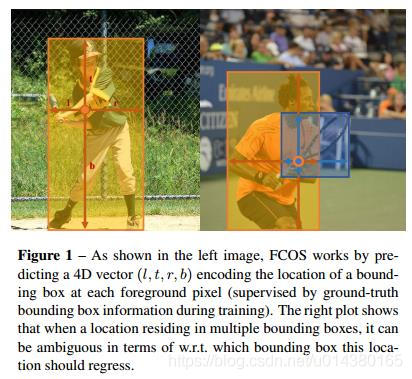 t
l
r
b
Emirates Airline
CITIZEN
Figure 1 – As shown in the left image, FCOS works by pre-
dicting a 4D vector (l, t, r, b) encoding the location of a bound-
ing box at each foreground pixel (supervised by ground-truth
bounding box information during training). The right plot shows
that when a location residing in multiple bounding boxes, it can
be ambiguous in terms of w.r.t. which bounding box this loca-
tion should regress.
https://blog.csdn.net/u014380165